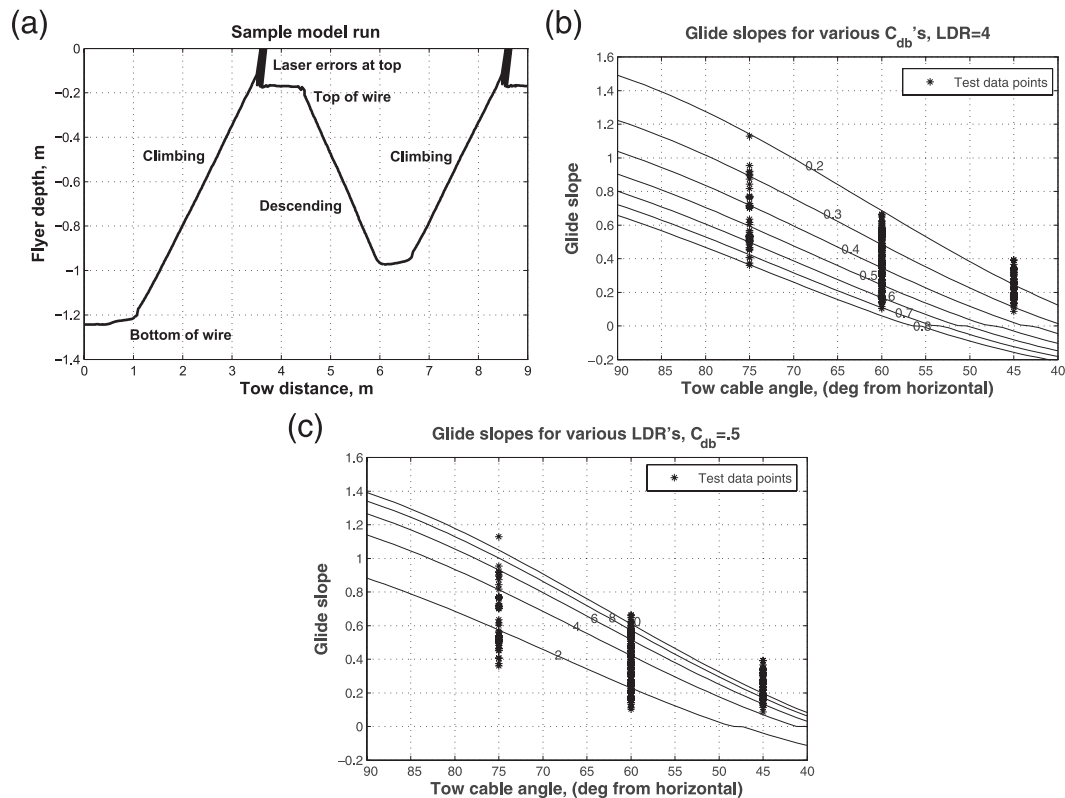 (a)
Sample model run
Flyer depth, m
0
−0.2
−0.4
−0.6
−0.8
−1
−1.2
−1.4
Laser errors at top
Top of wire
Climbing
Climbing
Descending
Bottom of wire
0 1 2 3 4 5 6 7 8 9
Tow distance, m
(b)
Glide slopes for various Cdb's, LDR=4
Glide slope
1.6
1.4
1.2
1
0.8
0.6
0.4
0.2
0
−0.2
Test data points
0.2
0.3
0.4
0.5
6
0.7
0.8
90 85 80 75 70 65 60 55 50 45 40
Tow cable angle, (deg from horizontal)
(c)
Glide slopes for various LDR's, Cdb=.5
Glide slope
1.6
1.4
1.2
1
0.8
0.6
0.4
0.2
0
−0.2
Test data points
2
4
6
8
0
90 85 80 75 70 65 60 55 50 45 40
Tow cable angle, (deg from horizontal)